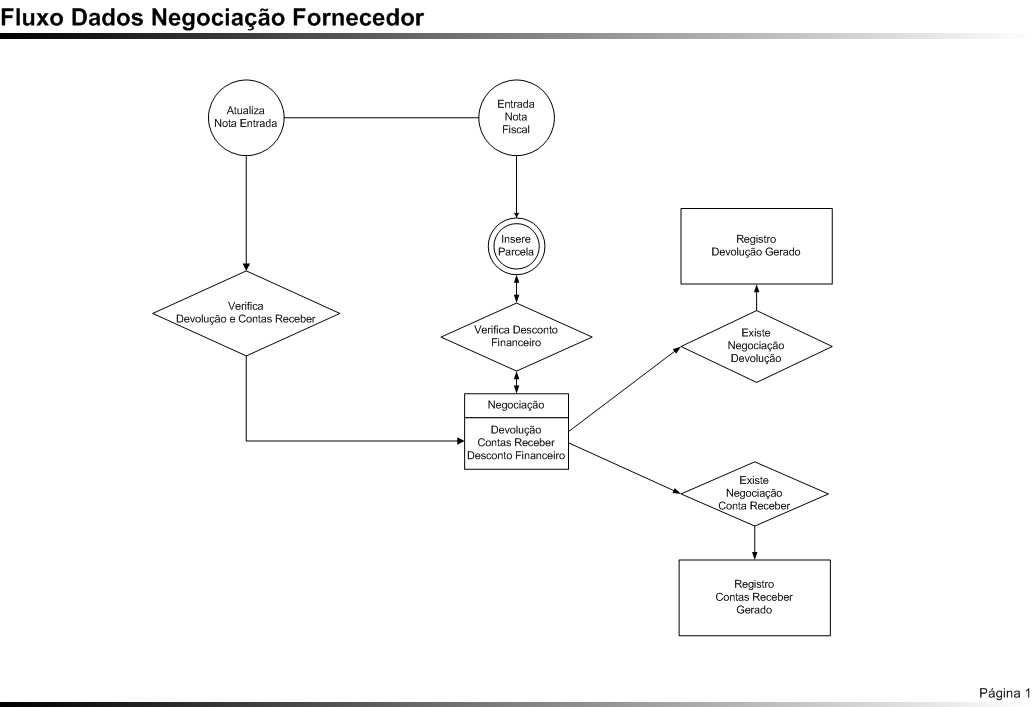 Fluxo Dados Negociação Fornecedor
Atualiza
Nota Entrada
Entrada
Nota
Fiscal
Insere
Parcela
Registro
Devolução Gerado
Verifica
Devolução e Contas Receber
Verifica Desconto
Financeiro
Existe
Negociação
Devolução
Negociação
Devolução
Contas Receber
Desconto Financeiro
Existe
Negociação
Conta Receber
Registro
Contas Receber
Gerado
Página 1